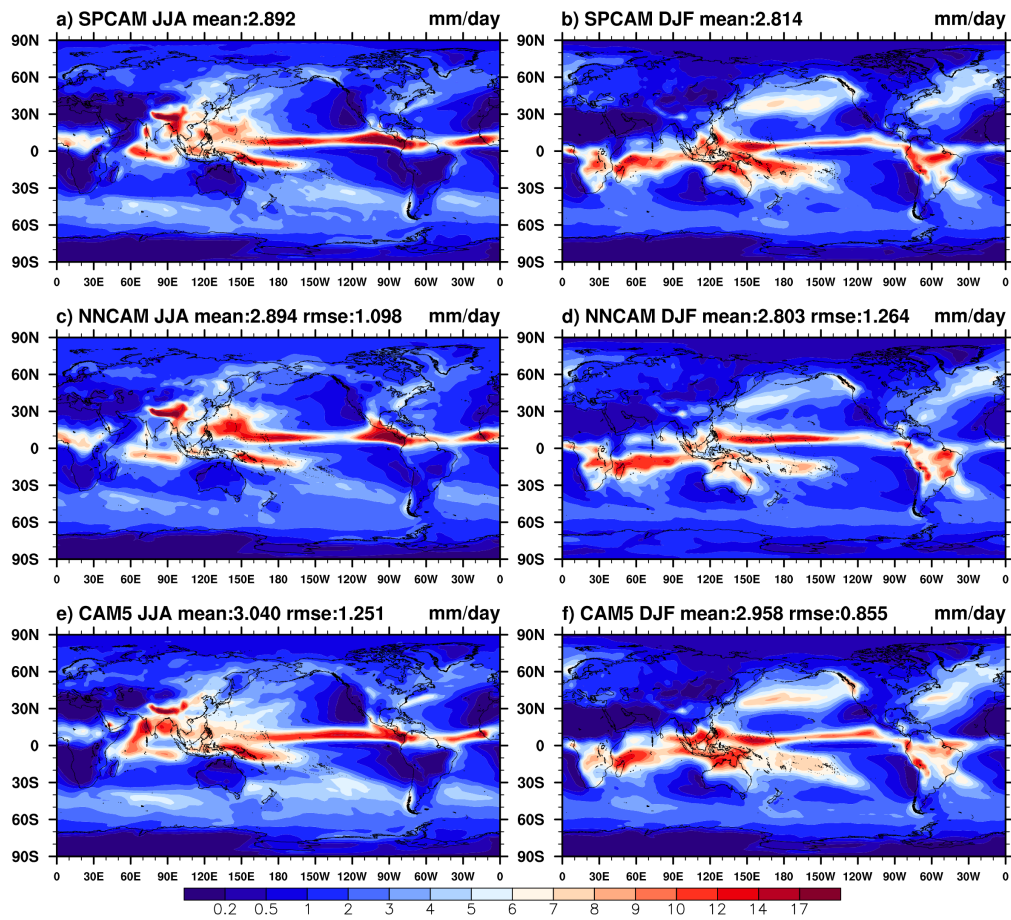 a) SPCAM JJA mean:2.892 mm/day
b) SPCAM DJF mean:2.814 mm/day
90N
60N
30N
0
30S
60S
90S
0 30E 60E 90E 120E 150E 180 150W 120W 90W 60W 30W 0
90N
60N
30N
0
30S
60S
90S
0 30E 60E 90E 120E 150E 180 150W 120W 90W 60W 30W 0
c) NNCAM JJA mean:2.894 rmse:1.098 mm/day
d) NNCAM DJF mean:2.803 rmse:1.264 mm/day
90N
60N
30N
0
30S
60S
90S
0 30E 60E 90E 120E 150E 180 150W 120W 90W 60W 30W 0
90N
60N
30N
0
30S
60S
90S
0 30E 60E 90E 120E 150E 180 150W 120W 90W 60W 30W 0
e) CAM5 JJA mean:3.040 rmse:1.251 mm/day
f) CAM5 DJF mean:2.958 rmse:0.855 mm/day
90N
60N
30N
0
30S
60S
90S
0 30E 60E 90E 120E 150E 180 150W 120W 90W 60W 30W 0
90N
60N
30N
0
30S
60S
90S
0 30E 60E 90E 120E 150E 180 150W 120W 90W 60W 30W 0
0.2 0.5 1 2 3 4 5 6 7 8 9 10 12 14 17